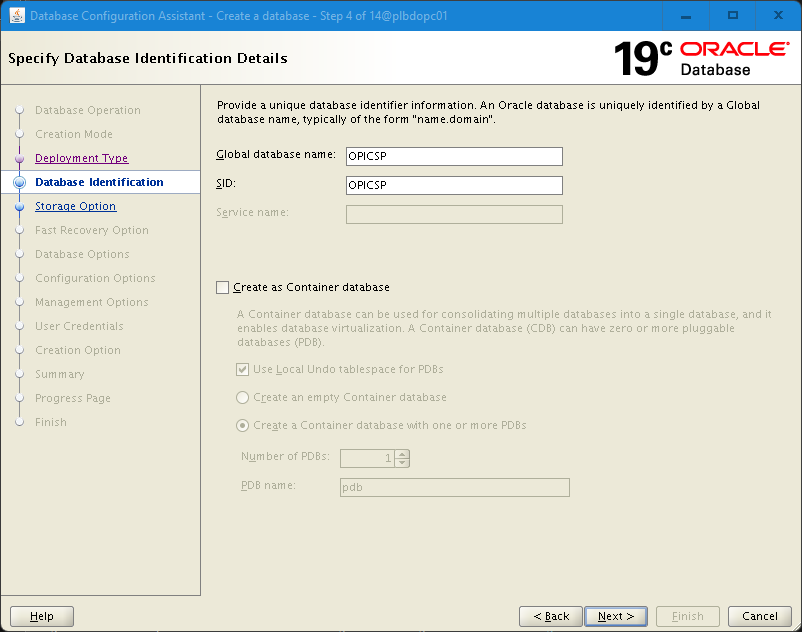 Database Configuration Assistant - Create a database - Step 4 of 14@plbdopc01
Specify Database Identification Details
19c ORACLE
Database
Database Operation
Creation Mode
Deployment Type
Database Identification
Storage Option
Fast Recovery Option
Database Options
Configuration Options
Management Options
User Credentials
Creation Option
Summary
Progress Page
Finish
Provide a unique database identifier information. An Oracle database is uniquely identified by a Global
database name, typically of the form "name.domain".
Global database name: OPICSP
SID: OPICSP
Service name:
Create as Container database
A Container database can be used for consolidating multiple databases into a single database, and it
enables database virtualization. A Container database (CDB) can have zero or more pluggable
databases (PDB).
Use Local Undo tablespace for PDBs
Create an empty Container database
Create a Container database with one or more PDBs
Number of PDBs: 1
PDB name: pdb
Help < Back Next > Finish Cancel